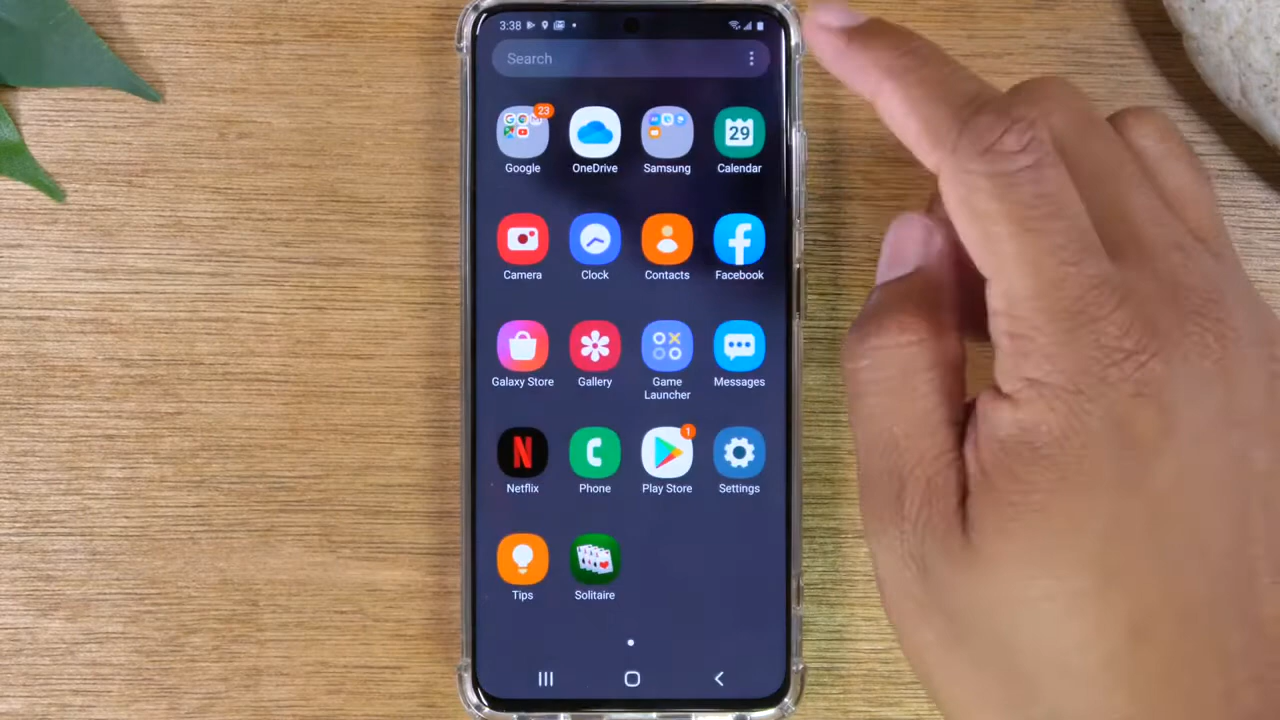 3:38
Search
23
Google
OneDrive
Samsung
29
Calendar
Camera
Clock
Contacts
Facebook
Galaxy Store
Gallery
Game
Launcher
Messages
N
Netflix
Phone
1
Play Store
Settings
Tips
Solitaire